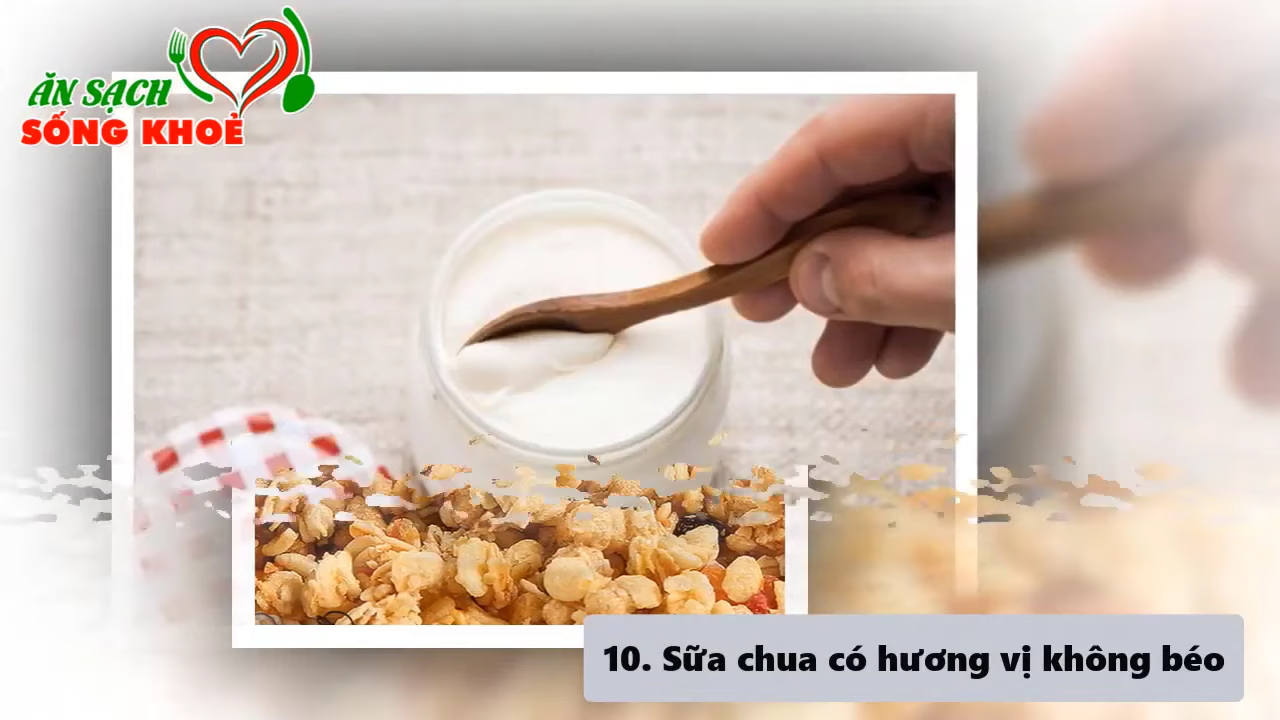 ĂN SẠCH
SỐNG KHOẺ
10. Sữa chua có hương vị không béo